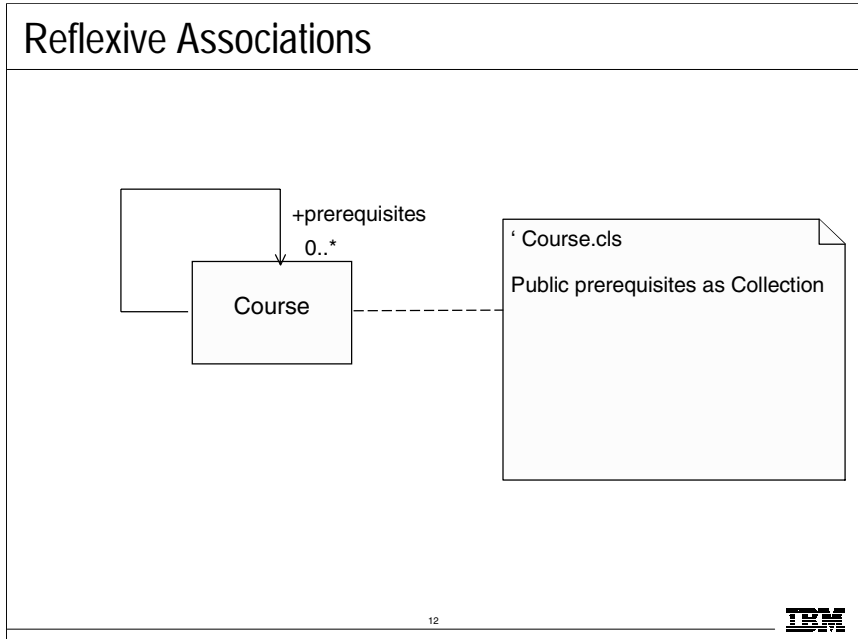 Reflexive Associations
+prerequisites
0..*
Course
‘ Course.cls
Public prerequisites as Collection
12
IBM